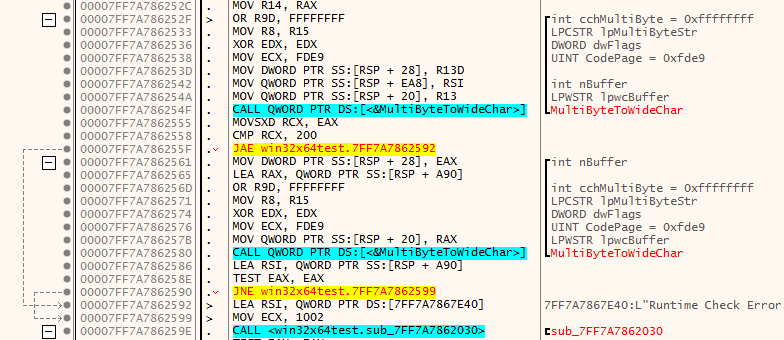 00007FF7A786252C . MOV R14, RAX
00007FF7A786252F > OR R9D, FFFFFFFF int cchMultiByte = 0xffffffff
00007FF7A7862533 . MOV R8, R15 LPCSTR lpMultiByteStr
00007FF7A7862536 . XOR EDX, EDX DWORD dwFlags
00007FF7A7862538 . MOV ECX, FDE9 UINT CodePage = 0xfde9
00007FF7A786253D . MOV DWORD PTR SS:[RSP + 28], R13D
00007FF7A7862542 . MOV QWORD PTR SS:[RSP + EA8], RSI int nBuffer
00007FF7A786254A . MOV QWORD PTR SS:[RSP + 20], R13 LPWSTR lpwcBuffer
00007FF7A786254F . CALL QWORD PTR DS:[<&MultiByteToWideChar>] MultiByteToWideChar
00007FF7A7862555 . MOVSXD RCX, EAX
00007FF7A7862558 . CMP RCX, 200
00007FF7A786255F . JAE win32x64test.7FF7A7862592
00007FF7A7862561 . MOV DWORD PTR SS:[RSP + 28], EAX int nBuffer
00007FF7A7862565 . LEA RAX, QWORD PTR SS:[RSP + A90]
00007FF7A786256D . OR R9D, FFFFFFFF int cchMultiByte = 0xffffffff
00007FF7A7862571 . MOV R8, R15 LPCSTR lpMultiByteStr
00007FF7A7862574 . XOR EDX, EDX DWORD dwFlags
00007FF7A7862576 . MOV ECX, FDE9 UINT CodePage = 0xfde9
00007FF7A786257B . MOV QWORD PTR SS:[RSP + 20], RAX LPWSTR lpwcBuffer
00007FF7A7862580 . CALL QWORD PTR DS:[<&MultiByteToWideChar>] MultiByteToWideChar
00007FF7A7862586 . LEA RSI, QWORD PTR SS:[RSP + A90]
00007FF7A786258E . TEST EAX, EAX
00007FF7A7862590 . JNE win32x64test.7FF7A7862599
00007FF7A7862592 > LEA RSI, QWORD PTR DS:[7FF7A7867E40] 7FF7A7867E40:L"Runtime Check Error.
00007FF7A7862599 > MOV ECX, 1002
00007FF7A786259E . CALL <win32x64test.sub_7FF7A7862030> sub_7FF7A7862030